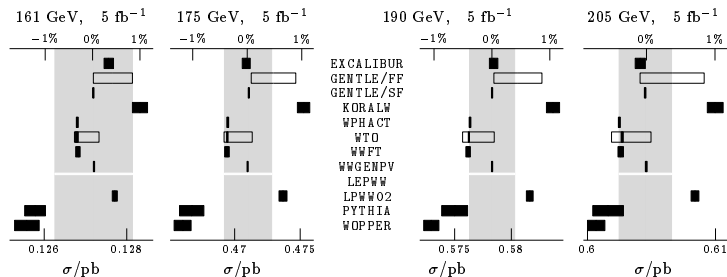 161 GeV, 5 fb⁻¹ 175 GeV, 5 fb⁻¹ 190 GeV, 5 fb⁻¹ 205 GeV, 5 fb⁻¹
−1% 0% 1% −1% 0% 1% −1% 0% 1% 0%
EXCALIBUR
GENTLE/FF
GENTLE/SF
KORALW
WPHACT
WTO
WWFT
WWGENPV
LEPWW
LPWW02
PYTHIA
WOPPER
0.126 0.128 0.47 0.475 0.575 0.58 0.6 0.61
σ/pb σ/pb σ/pb σ/pb